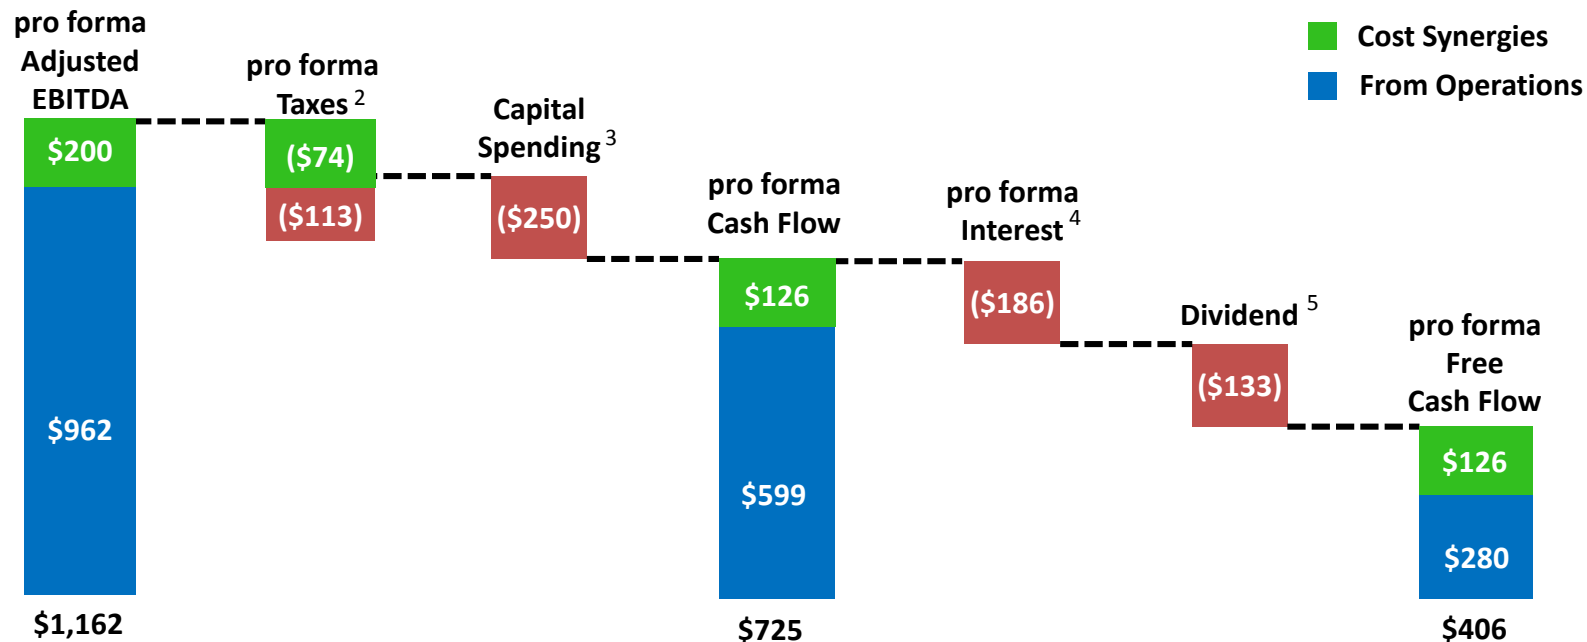 pro forma
Adjusted
EBITDA
$200
$962
$1,162
pro forma
Taxes 2
($74)
($113)
Capital
Spending 3
($250)
pro forma
Cash Flow
$126
$599
$725
pro forma
Interest 4
($186)
Dividend 5
($133)
pro forma
Free
Cash Flow
$126
$280
$406
Cost Synergies
From Operations